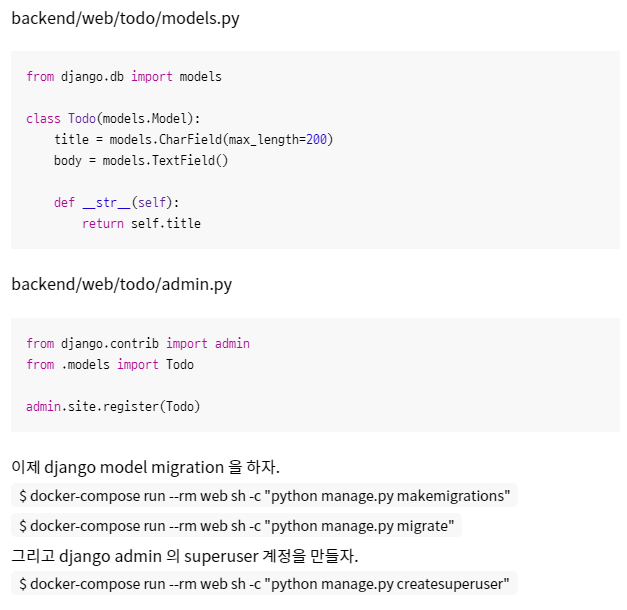 backend/web/todo/models.py
from django.db import models
class Todo(models.Model):
    title = models.CharField(max_length=200)
    body = models.TextField()
    def __str__(self):
        return self.title
backend/web/todo/admin.py
from django.contrib import admin
from .models import Todo
admin.site.register(Todo)
이제 django model migration 을 하자.
$ docker-compose run --rm web sh -c "python manage.py makemigrations"
$ docker-compose run --rm web sh -c "python manage.py migrate"
그리고 django admin 의 superuser 계정을 만들자.
$ docker-compose run --rm web sh -c "python manage.py createsuperuser"